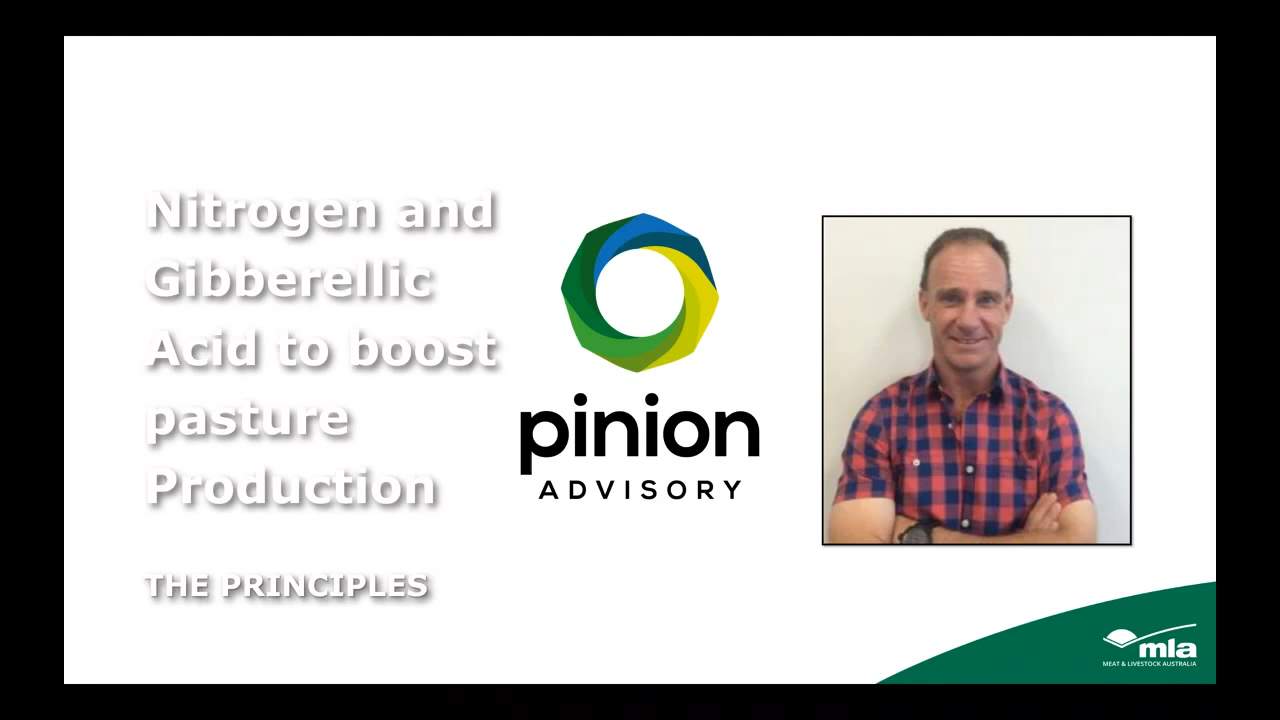 Nitrogen and
Gibberellic
Acid to boost
pasture
Production
THE PRINCIPLES
pinion
ADVISORY
mla
MEAT & LIVESTOCK AUSTRALIA